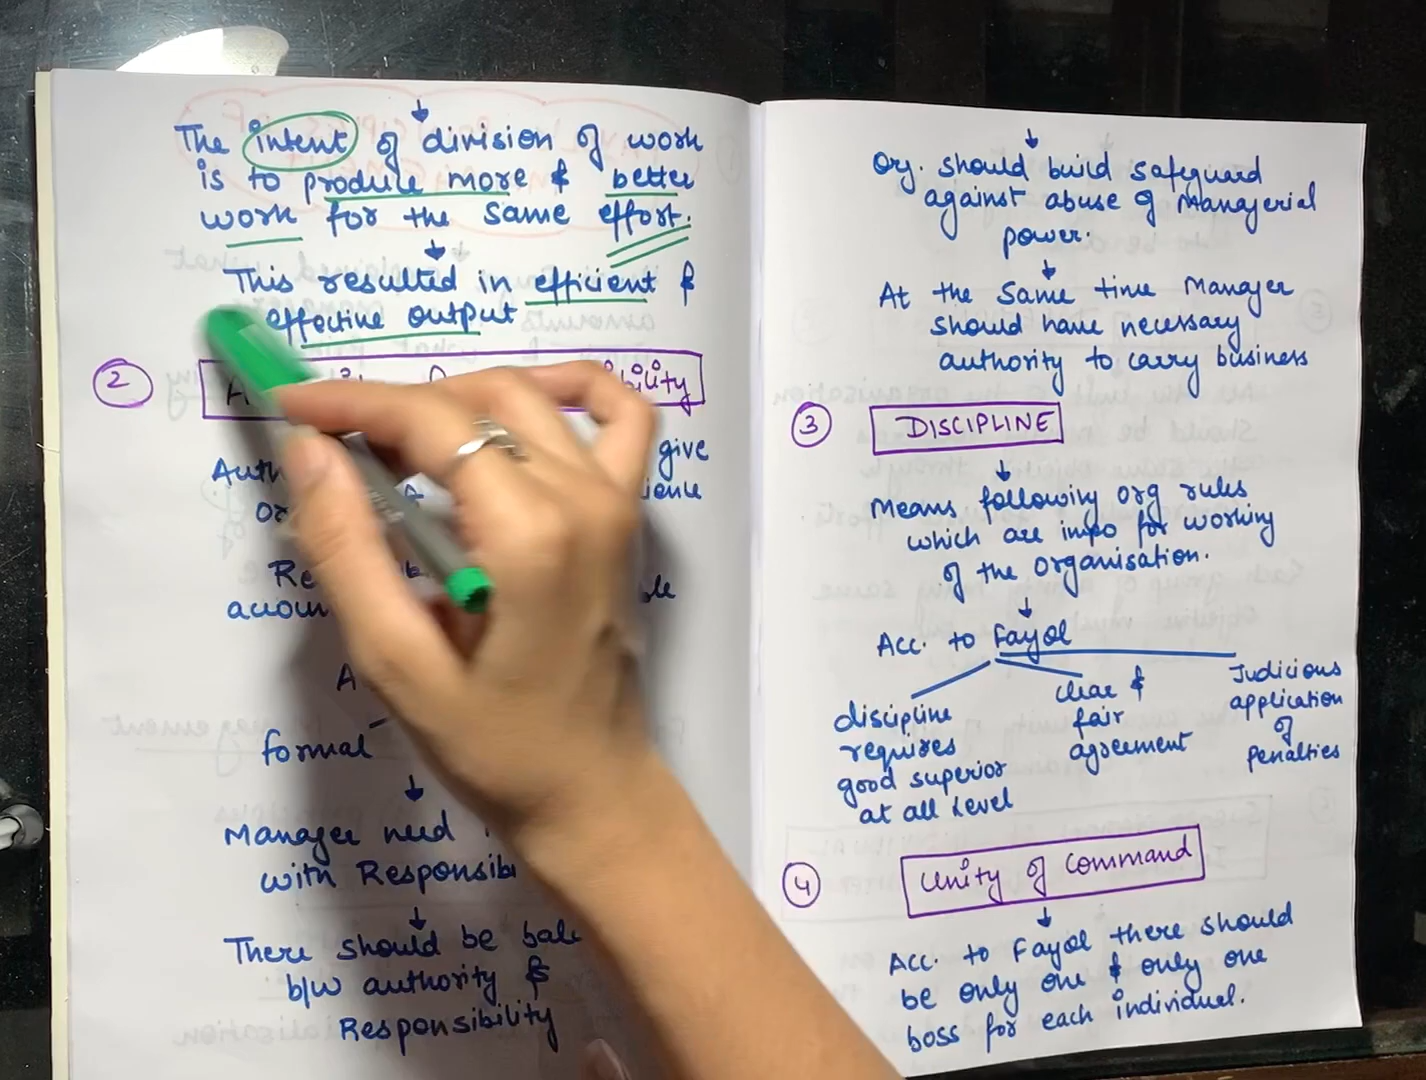 The intent of division of work
is to produce more & better
work for the same effort.
This resulted in efficient &
effective output
2
bility
give
Auth
or
ience
Re
accoun ble
A
formal
Manager need
with Responsibi
There should be bala
b/w authority &
Responsibility
Org. should build safeguard
against abuse of Managerial
power.
At the same time Manager
should have necessary
authority to carry business
3 DISCIPLINE
Means following org rules
which are impo for working
of the organisation.
Acc. to Fayol
discipline
requires
good superior
at all level
clear &
fair
agreement
Judicious
application
of
penalties
4 Unity of Command
Acc. to Fayol there should
be only one & only one
boss for each individual.